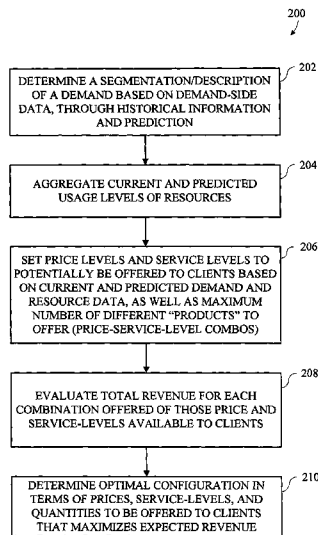 200
202
DETERMINE A SEGMENTATION/DESCRIPTION
OF A DEMAND BASED ON DEMAND-SIDE
DATA, THROUGH HISTORICAL INFORMATION
AND PREDICTION
204
AGGREGATE CURRENT AND PREDICTED
USAGE LEVELS OF RESOURCES
206
SET PRICE LEVELS AND SERVICE LEVELS TO
POTENTIALLY BE OFFERED TO CLIENTS BASED
ON CURRENT AND PREDICTED DEMAND AND
RESOURCE DATA, AS WELL AS MAXIMUM
NUMBER OF DIFFERENT "PRODUCTS" TO
OFFER (PRICE-SERVICE-LEVEL COMBOS)
208
EVALUATE TOTAL REVENUE FOR EACH
COMBINATION OFFERED OF THOSE PRICE AND
SERVICE-LEVELS AVAILABLE TO CLIENTS
210
DETERMINE OPTIMAL CONFIGURATION IN
TERMS OF PRICES, SERVICE-LEVELS, AND
QUANTITIES TO BE OFFERED TO CLIENTS
THAT MAXIMIZES EXPECTED REVENUE